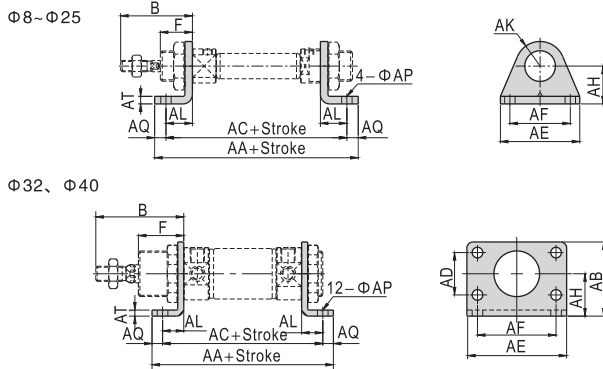 Φ8~Φ25
B
F
AT
4-ΦAP
AQ
AL
AL
AQ
AC+Stroke
AA+Stroke
AK
AH
AF
AE
Φ32、Φ40
B
F
AT
12-ΦAP
AQ
AL
AL
AQ
AC+Stroke
AA+Stroke
AD
AH
AB
AF
AE